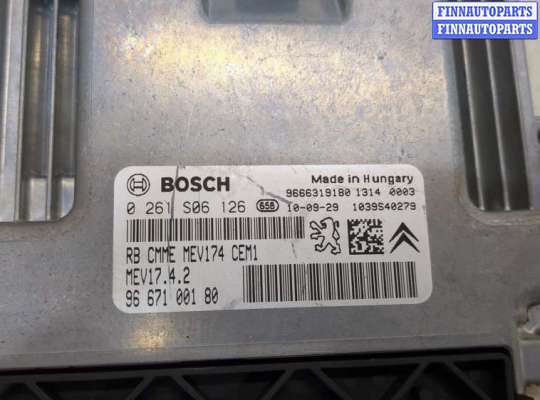 FINNAUTOPARTS
FINNAUTOPARTS
BOSCH
Made in Hungary
9666319180 1314 0003
0 261 S06 126 658 10-09-29 1039S40279
RB CMME MEV174 CEM1
MEV17.4.2
96 671 001 80